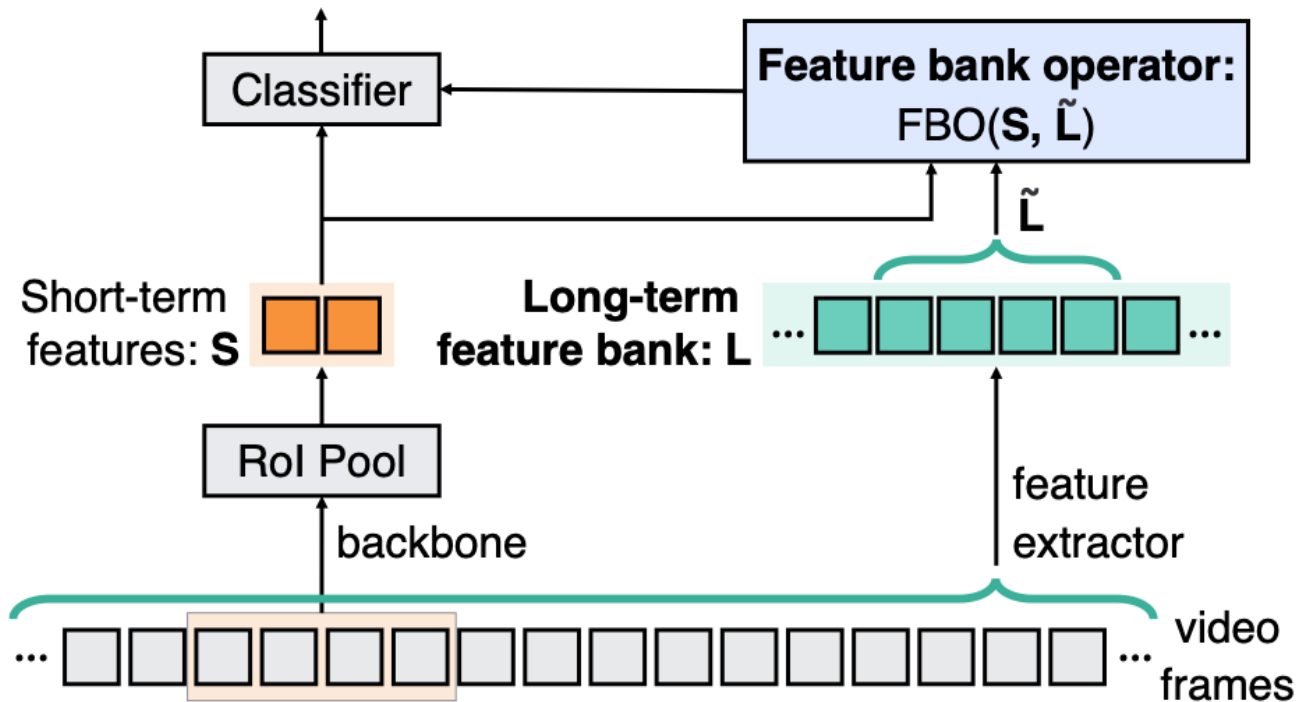 Classifier
Feature bank operator:
FBO(S, L̃)
L̃
Short-term
features: S
Long-term
feature bank: L
...
...
RoI Pool
feature
extractor
backbone
...
...
video
frames